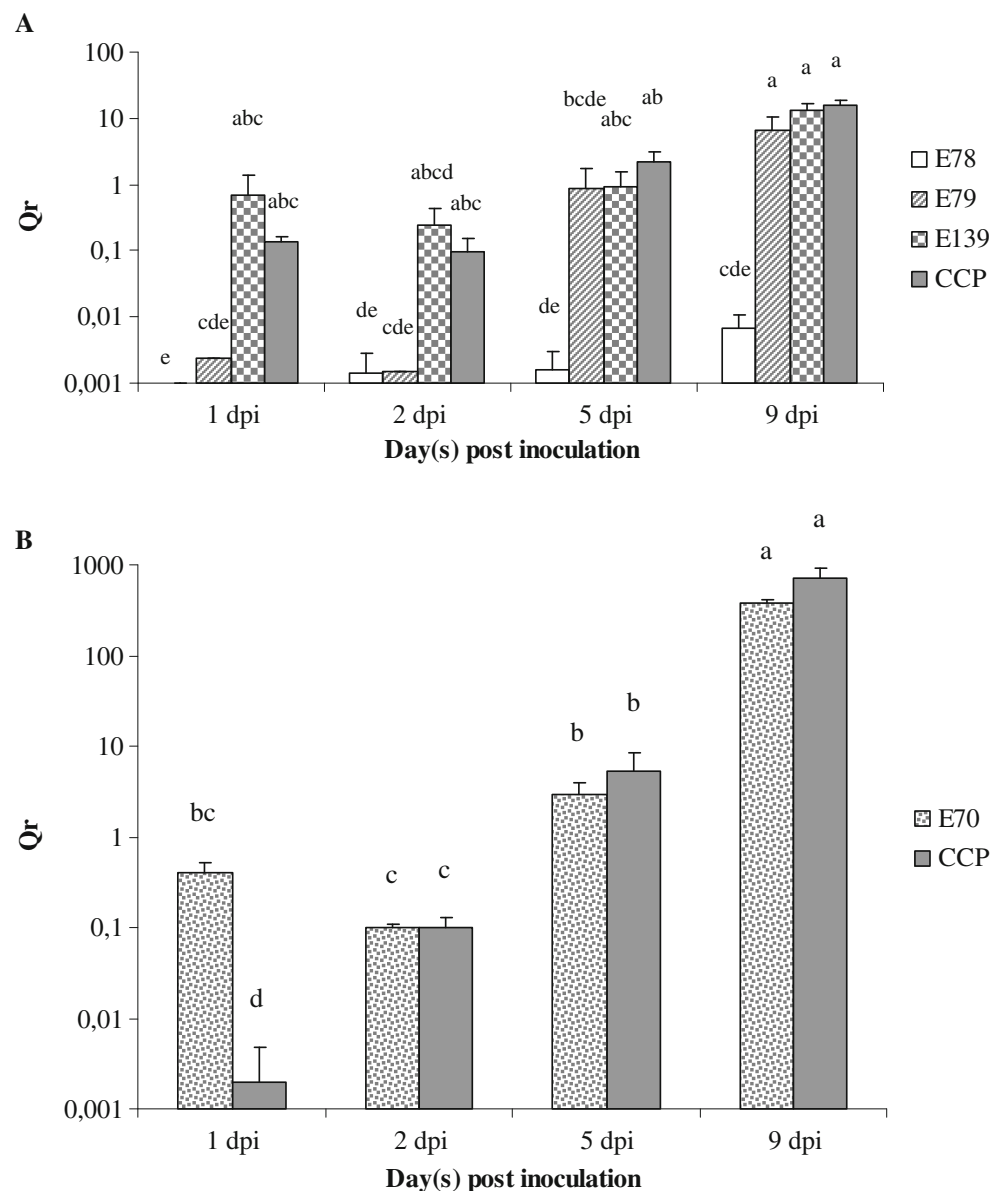 A
100
10
1
0,1
0,01
0,001
Qr
e
cde
abc
abc
de
cde
abcd
abc
de
bcde
abc
ab
cde
a
a
a
1 dpi
2 dpi
5 dpi
9 dpi
Day(s) post inoculation
E78
E79
E139
CCP
B
1000
100
10
1
0,1
0,01
0,001
Qr
bc
d
c
c
b
b
a
a
1 dpi
2 dpi
5 dpi
9 dpi
Day(s) post inoculation
E70
CCP